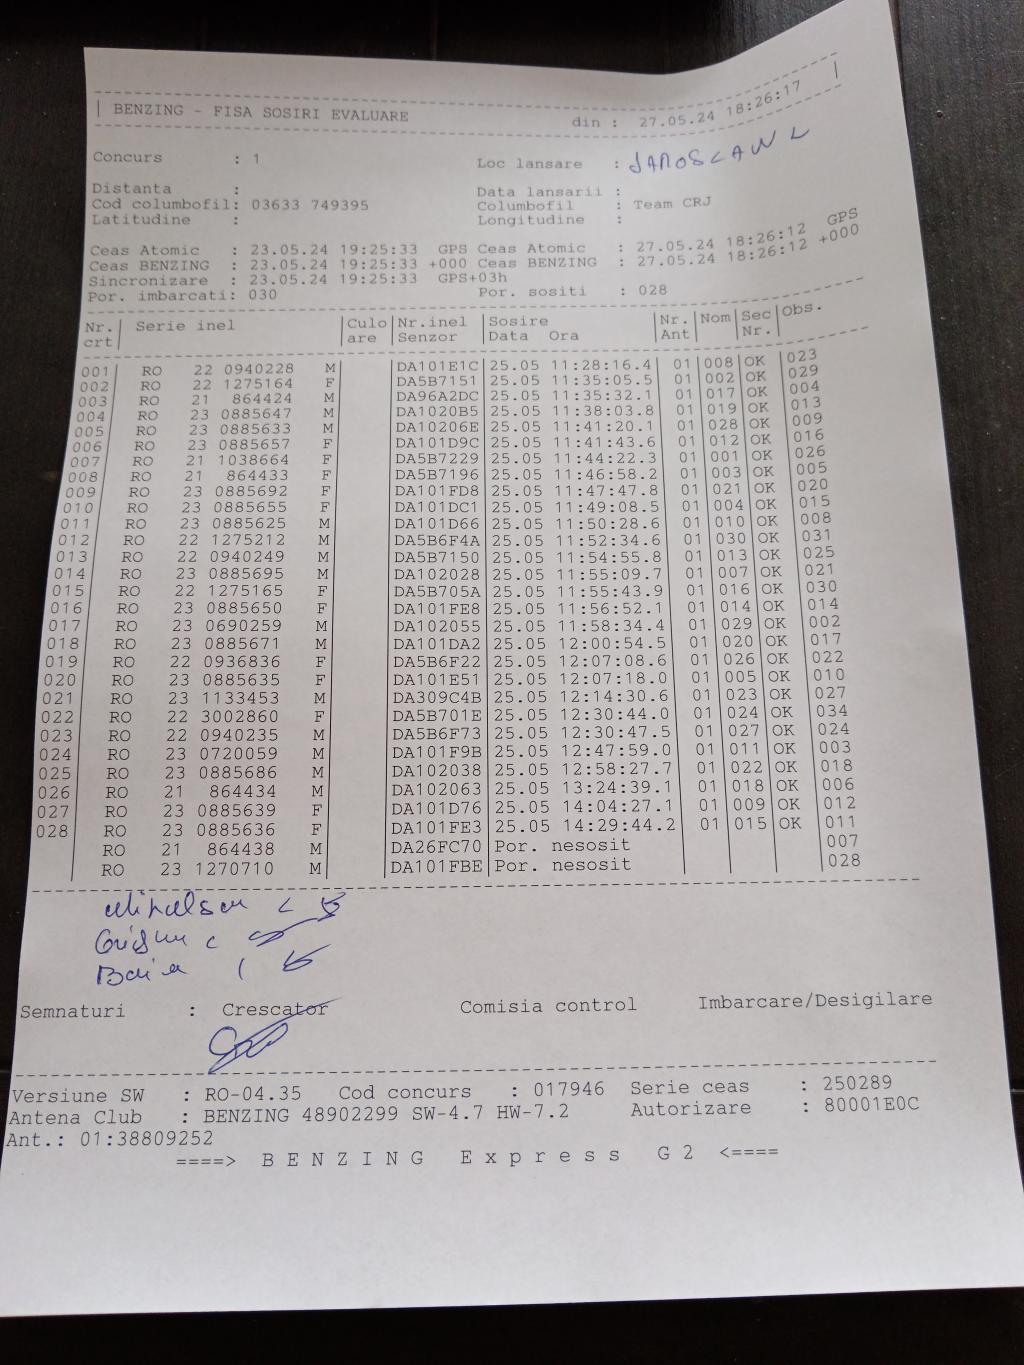 BENZING - FISA SOSIRI EVALUARE din : 27.05.24 18:26:17
Concurs : 1 Loc lansare : JAROSLAW L
Distanta : Data lansarii :
Cod columbofil: 03633 749395 Columbofil : Team CRJ
Latitudine : Longitudine :
Ceas Atomic : 23.05.24 19:25:33 GPS Ceas Atomic : 27.05.24 18:26:12 GPS
Ceas BENZING : 23.05.24 19:25:33 +000 Ceas BENZING : 27.05.24 18:26:12 +000
Sincronizare : 23.05.24 19:25:33 GPS+03h
Por. imbarcati: 030 Por. sositi : 028
Nr. Serie inel Culo Nr.inel Sosire Nr. Nom Sec Obs.
crt are Senzor Data Ora Ant Nr.
001 RO 22 0940228 M DA101E1C 25.05 11:28:16.4 01 008 OK 023
002 RO 22 1275164 F DA5B7151 25.05 11:35:05.5 01 002 OK 029
003 RO 21 864424 M DA96A2DC 25.05 11:35:32.1 01 017 OK 004
004 RO 23 0885647 M DA1020B5 25.05 11:38:03.8 01 019 OK 013
005 RO 23 0885633 M DA10206E 25.05 11:41:20.1 01 028 OK 009
006 RO 23 0885657 F DA101D9C 25.05 11:41:43.6 01 012 OK 016
007 RO 21 1038664 F DA5B7229 25.05 11:44:22.3 01 001 OK 026
008 RO 21 864433 F DA5B7196 25.05 11:46:58.2 01 003 OK 005
009 RO 23 0885692 F DA101FD8 25.05 11:47:47.8 01 021 OK 020
010 RO 23 0885655 F DA101DC1 25.05 11:49:08.5 01 004 OK 015
011 RO 23 0885625 M DA101D66 25.05 11:50:28.6 01 010 OK 008
012 RO 22 1275212 M DA5B6F4A 25.05 11:52:34.6 01 030 OK 031
013 RO 22 0940249 M DA5B7150 25.05 11:54:55.8 01 013 OK 025
014 RO 23 0885695 M DA102028 25.05 11:55:09.7 01 007 OK 021
015 RO 22 1275165 F DA5B705A 25.05 11:55:43.9 01 016 OK 030
016 RO 23 0885650 F DA101FE8 25.05 11:56:52.1 01 014 OK 014
017 RO 23 0690259 M DA102055 25.05 11:58:34.4 01 029 OK 002
018 RO 23 0885671 M DA101DA2 25.05 12:00:54.5 01 020 OK 017
019 RO 22 0936836 F DA5B6F22 25.05 12:07:08.6 01 026 OK 022
020 RO 23 0885635 F DA101E51 25.05 12:07:18.0 01 005 OK 010
021 RO 23 1133453 M DA309C4B 25.05 12:14:30.6 01 023 OK 027
022 RO 22 3002860 F DA5B701E 25.05 12:30:44.0 01 024 OK 034
023 RO 22 0940235 M DA5B6F73 25.05 12:30:47.5 01 027 OK 024
024 RO 23 0720059 M DA101F9B 25.05 12:47:59.0 01 011 OK 003
025 RO 23 0885686 M DA102038 25.05 12:58:27.7 01 022 OK 018
026 RO 21 864434 M DA102063 25.05 13:24:39.1 01 018 OK 006
027 RO 23 0885639 F DA101D76 25.05 14:04:27.1 01 009 OK 012
028 RO 23 0885636 F DA101FE3 25.05 14:29:44.2 01 015 OK 011
RO 21 864438 M DA26FC70 Por. nesosit 007
RO 23 1270710 M DA101FBE Por. nesosit 028
Semnaturi : Crescator Comisia control Imbarcare/Desigilare
Versiune SW : RO-04.35 Cod concurs : 017946 Serie ceas : 250289
Antena Club : BENZING 48902299 SW-4.7 HW-7.2 Autorizare : 80001E0C
Ant.: 01:38809252
====> BENZING Express G2 <====